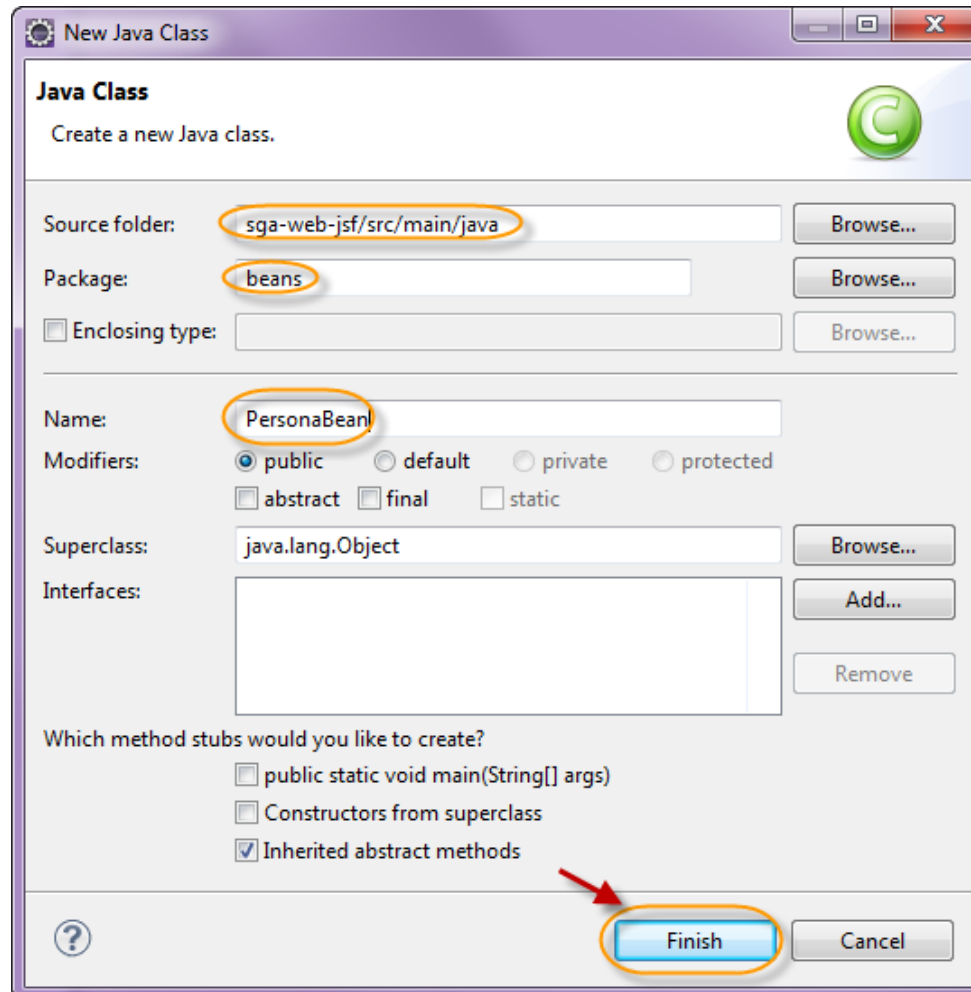 New Java Class
Java Class
Create a new Java class.
Source folder: sga-web-jsf/src/main/java Browse...
Package: beans Browse...
Enclosing type: Browse...
Name: PersonaBean
Modifiers: public default private protected
abstract final static
Superclass: java.lang.Object Browse...
Interfaces: Add...
Remove
Which method stubs would you like to create?
public static void main(String[] args)
Constructors from superclass
Inherited abstract methods
? Finish Cancel